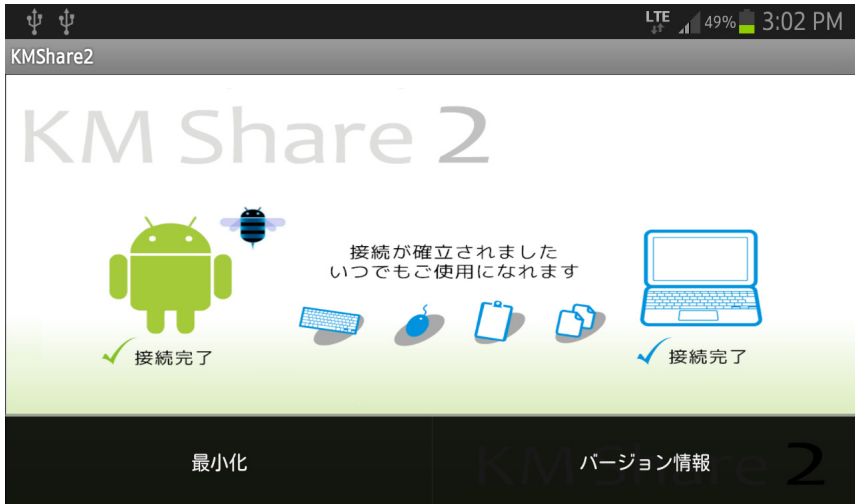 LTE 49% 3:02 PM
KMShare2
KM Share 2
接続が確立されました
いつでもご使用になれます
接続完了
接続完了
最小化
バージョン情報
KM Share 2